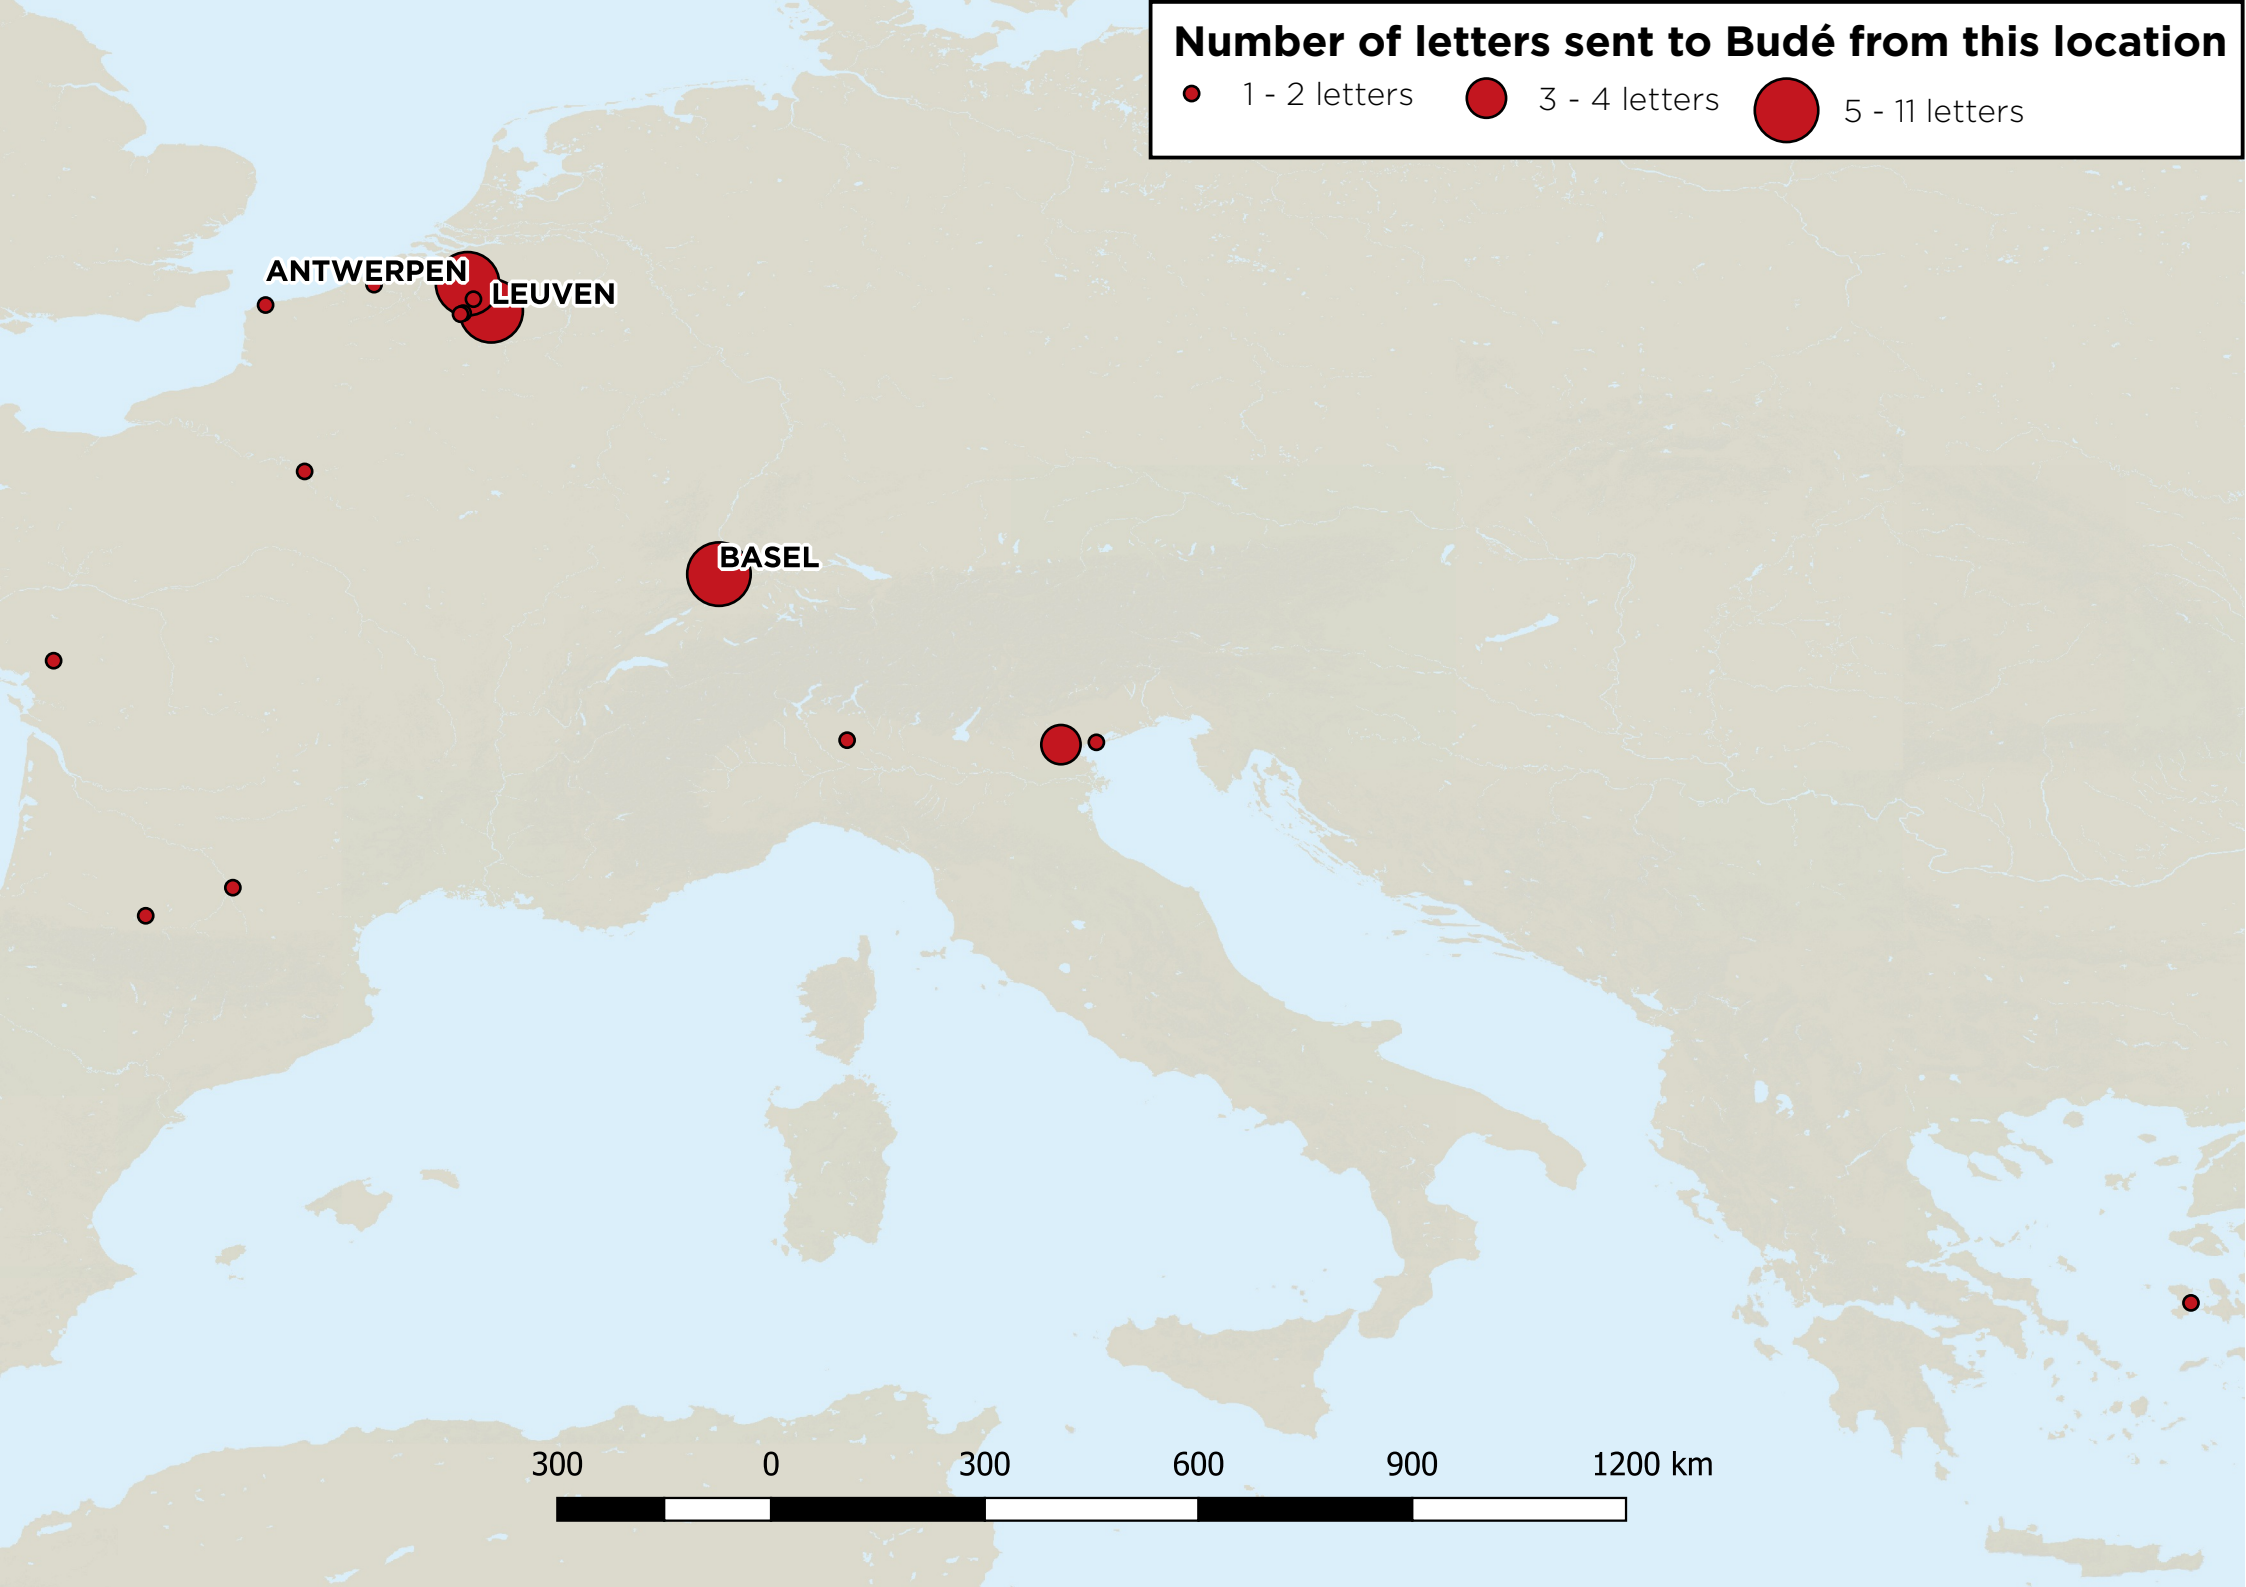 Number of letters sent to Budé from this location
1 - 2 letters 3 - 4 letters 5 - 11 letters
ANTWERPEN
LEUVEN
BASEL
300 0 300 600 900 1200 km